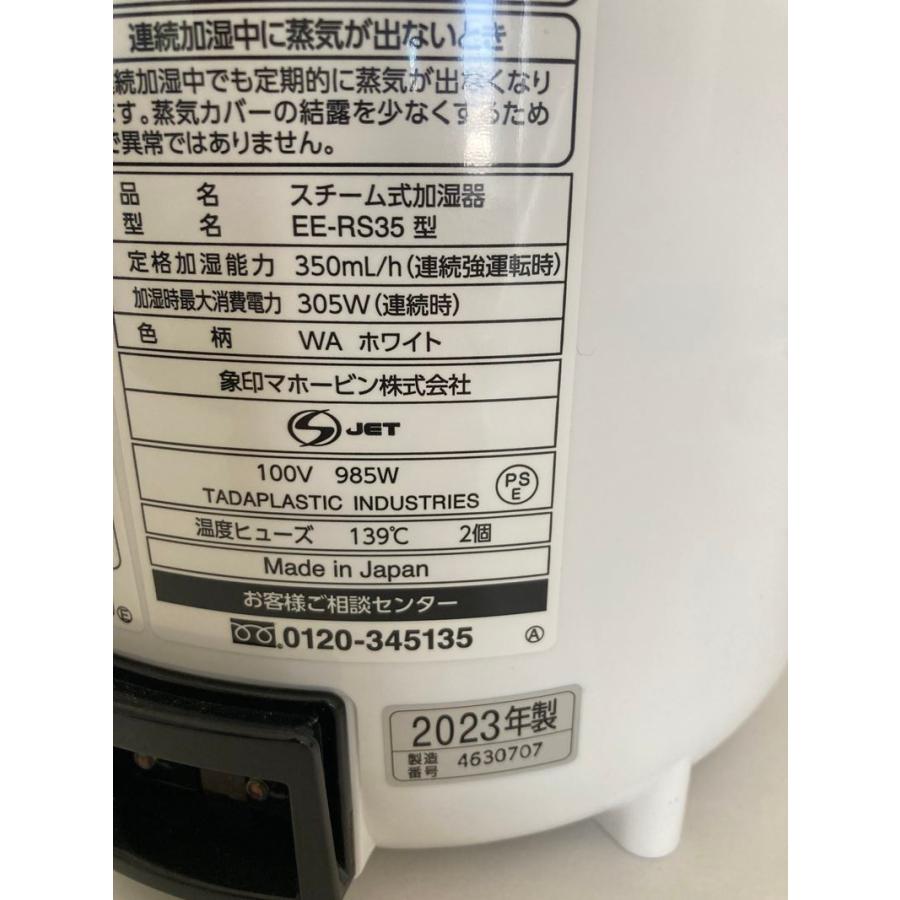 連続加湿中に蒸気が出ないとき
続加湿中でも定期的に蒸気が出なくなり
ます。蒸気カバーの結露を少なくするため
で異常ではありません。
品 名 スチーム式加湿器
型 名 EE-RS35 型
定格加湿能力 350mL/h(連続強運転時)
加湿時最大消費電力 305W(連続時)
色 柄 WA ホワイト
象印マホービン株式会社
S JET
100V 985W
PS
E
TADAPLASTIC INDUSTRIES
温度ヒューズ 139℃ 2個
Made in Japan
お客様ご相談センター
0120-345135 Ⓐ
Ⓔ
2023年製
製造
番号 4630707